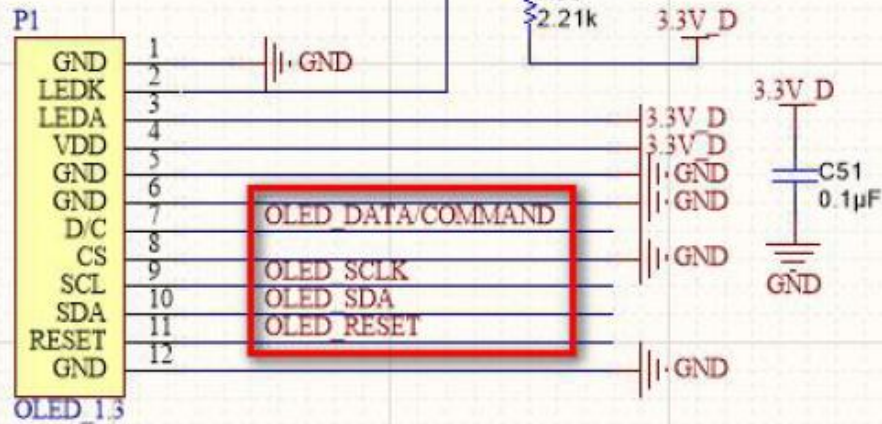 P1
2.21k
3.3V_D
GND 1
GND
LEDK 2
LEDA 3
3.3V_D
VDD 4
3.3V_D
GND 5
GND
GND 6
GND
D/C 7
OLED_DATA/COMMAND
CS 8
GND
SCL 9
OLED_SCLK
SDA 10
OLED_SDA
RESET 11
OLED_RESET
GND 12
GND
OLED_1.3
3.3V_D
C51
0.1µF
GND